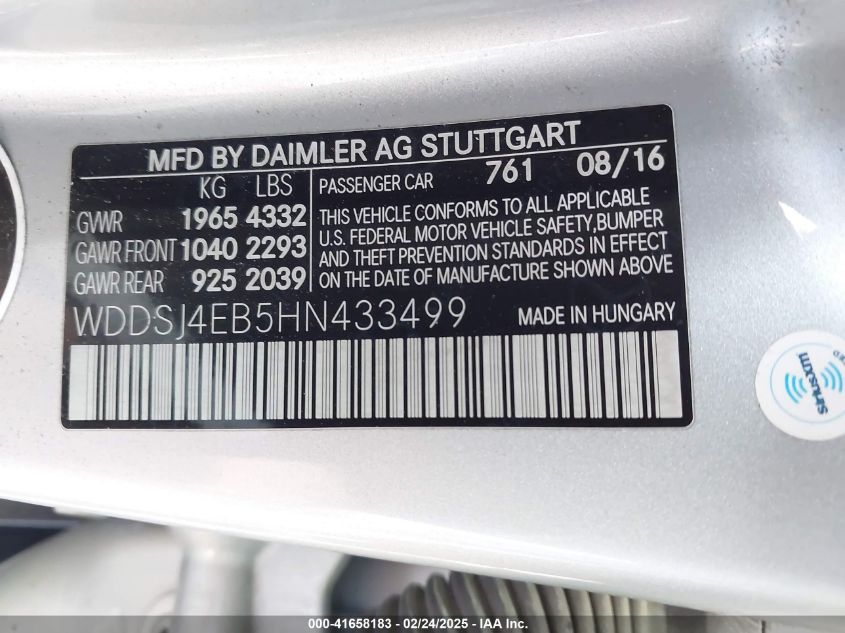 MFD BY DAIMLER AG STUTTGART
KG LBS
GVWR 1965 4332
GAWR FRONT 1040 2293
GAWR REAR 925 2039
PASSENGER CAR 761 08/16
THIS VEHICLE CONFORMS TO ALL APPLICABLE
U.S. FEDERAL MOTOR VEHICLE SAFETY, BUMPER
AND THEFT PREVENTION STANDARDS IN EFFECT
ON THE DATE OF MANUFACTURE SHOWN ABOVE
WDDSJ4EB5HN433499 MADE IN HUNGARY
siriusxm
000-41658183 - 02/24/2025 - IAA Inc.